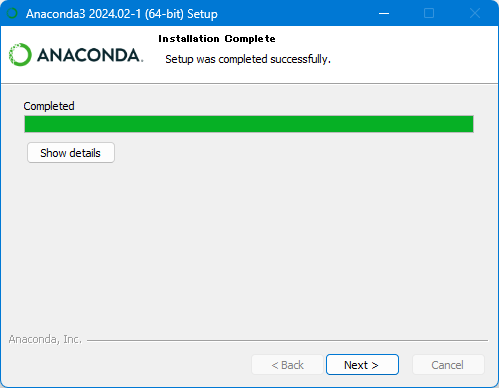 Anaconda3 2024.02-1 (64-bit) Setup
ANACONDA.
Installation Complete
Setup was completed successfully.
Completed
Show details
Anaconda, Inc.
< Back
Next >
Cancel